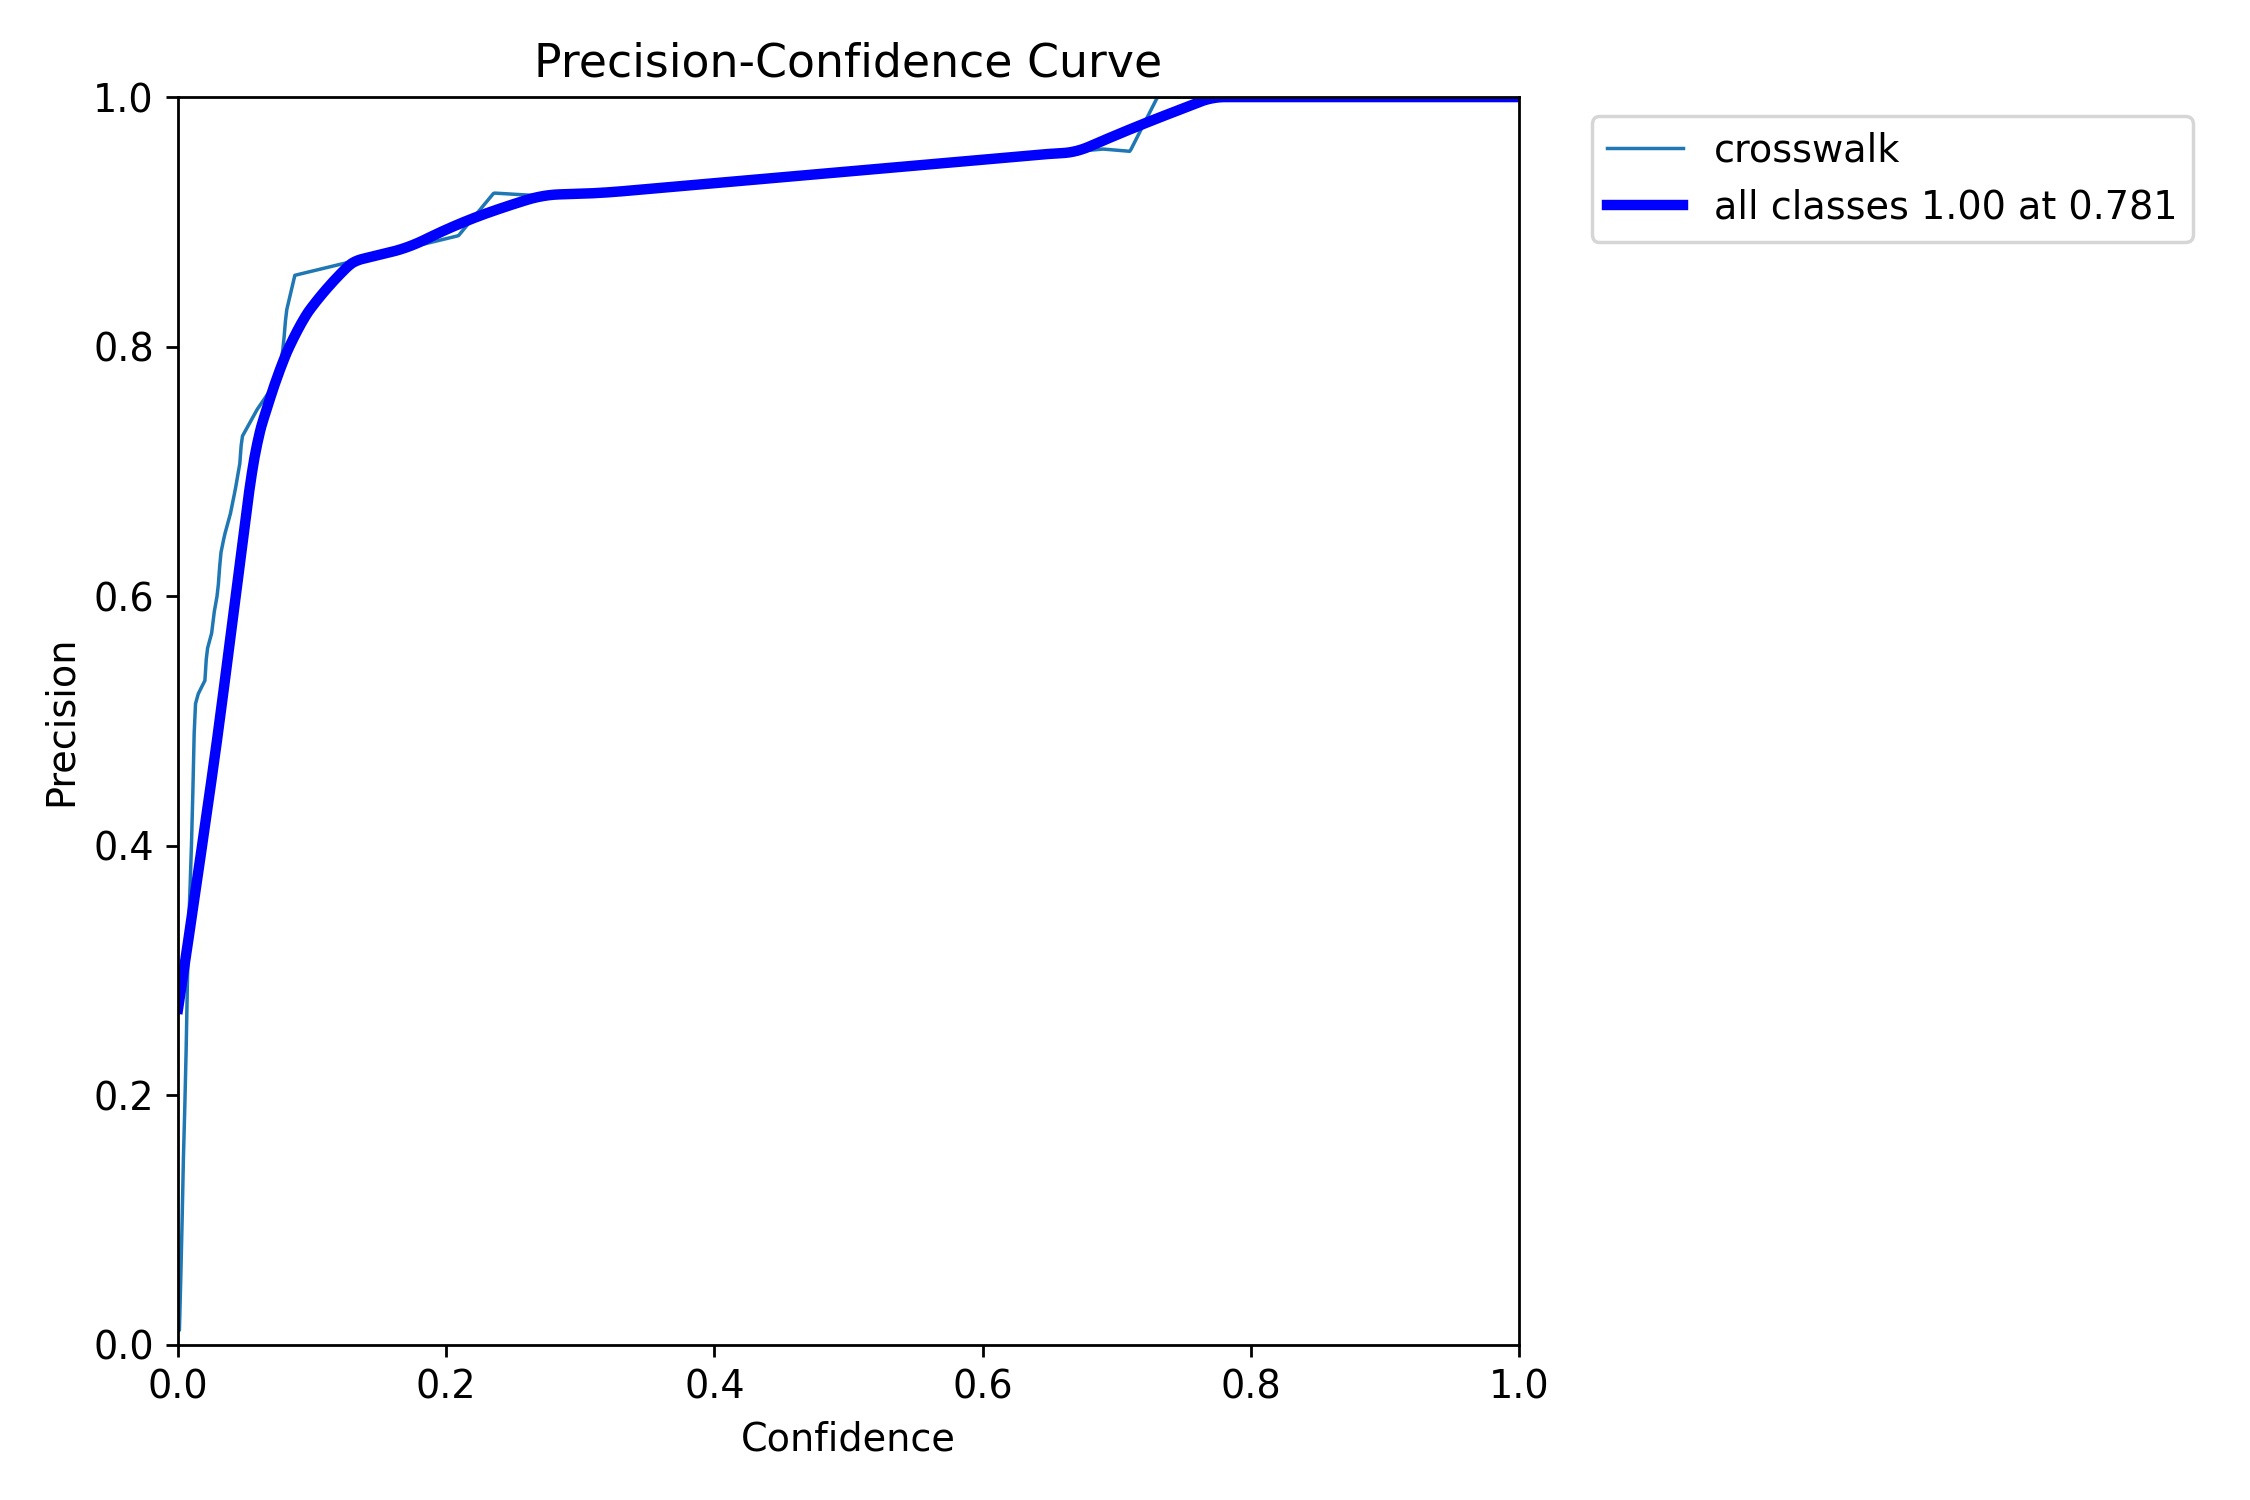 Precision-Confidence Curve
1.0
0.8
0.6
0.4
0.2
0.0
Precision
0.0 0.2 0.4 0.6 0.8 1.0
Confidence
crosswalk
all classes 1.00 at 0.781